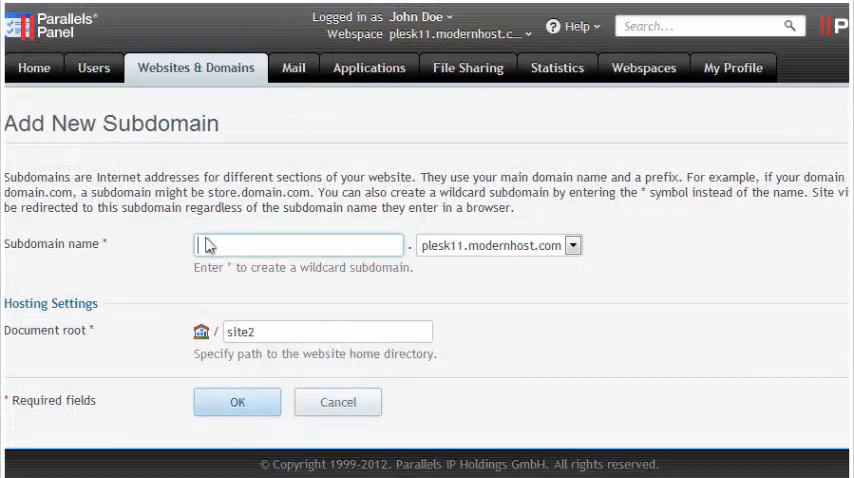 Parallels® Panel
Logged in as John Doe
Webspace plesk11.modernhost.c...
Help
Search...
P
Home Users Websites & Domains Mail Applications File Sharing Statistics Webspaces My Profile
Add New Subdomain
Subdomains are Internet addresses for different sections of your website. They use your main domain name and a prefix. For example, if your domain
domain.com, a subdomain might be store.domain.com. You can also create a wildcard subdomain by entering the * symbol instead of the name. Site vi
be redirected to this subdomain regardless of the subdomain name they enter in a browser.
Subdomain name * . plesk11.modernhost.com
Enter * to create a wildcard subdomain.
Hosting Settings
Document root * / site2
Specify path to the website home directory.
* Required fields OK Cancel
© Copyright 1999-2012. Parallels IP Holdings GmbH. All rights reserved.